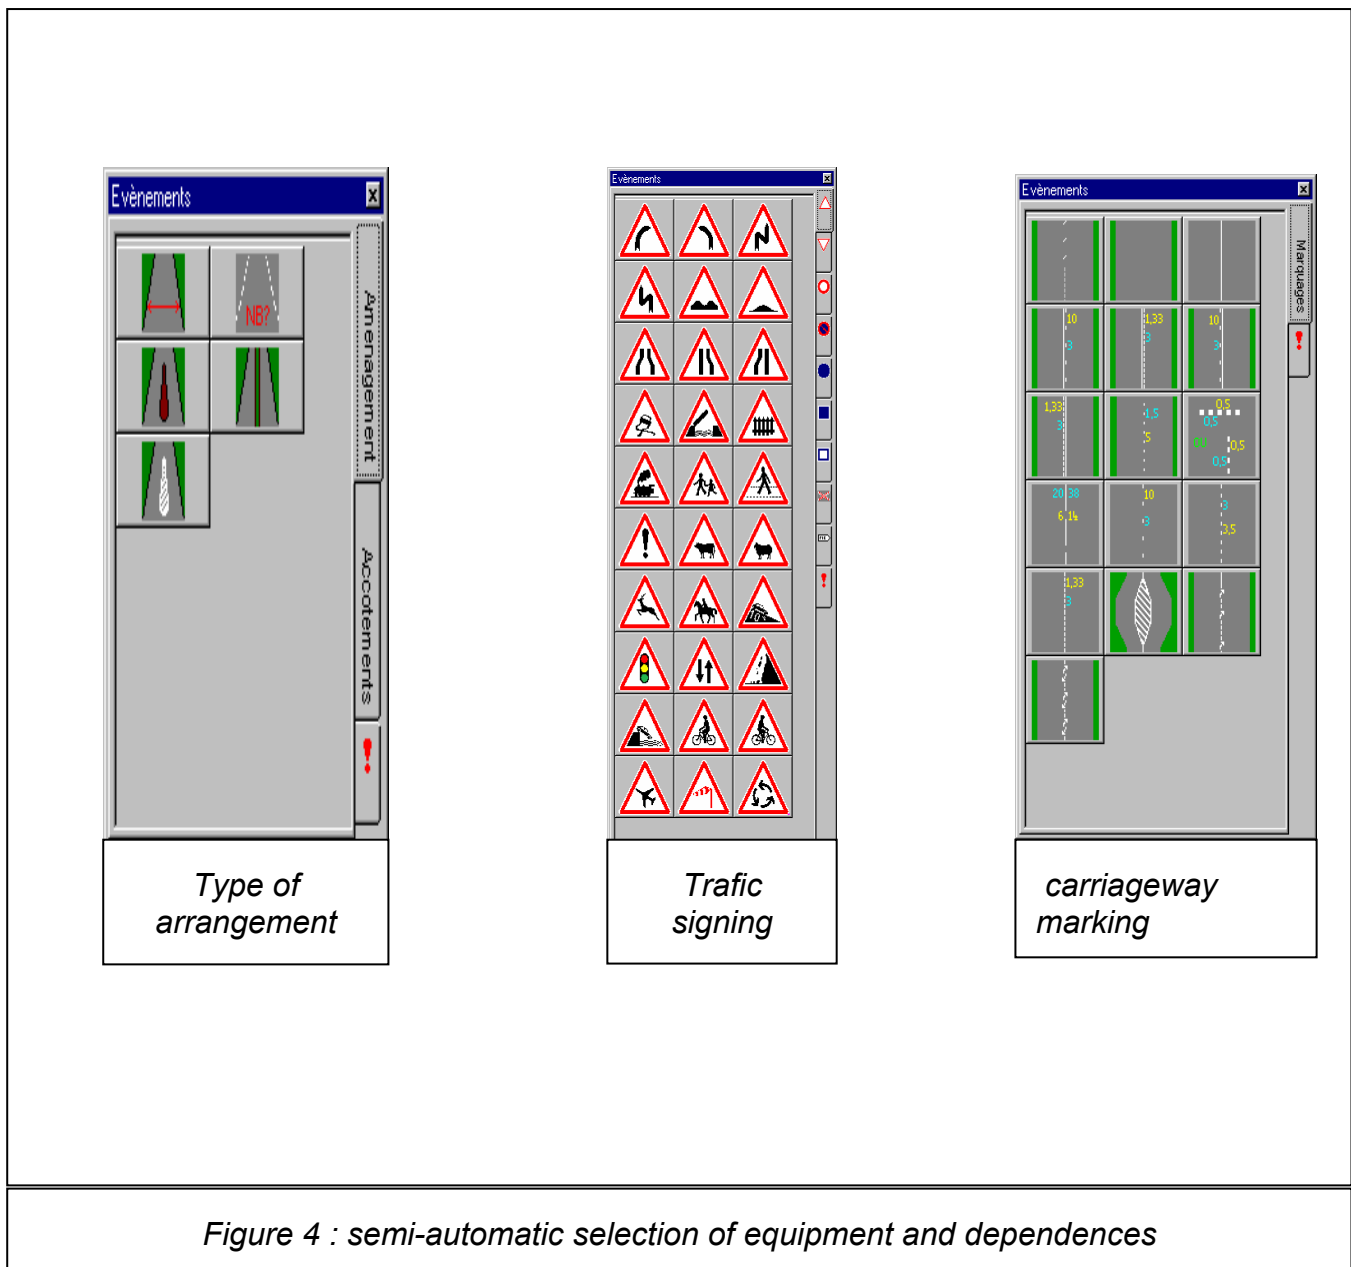 Evènements
Aménagement
NB?
Accotements
Type of
arrangement
Evènements
Trafic
signing
Evènements
Marquages
10
3
1,33
3
10
3
1,33
3
1,5
5
0,5
0,5
0,5
0,5
20 38
6 1½
10
3
3
3,5
1,33
3
carriageway
marking
Figure 4 : semi-automatic selection of equipment and dependences